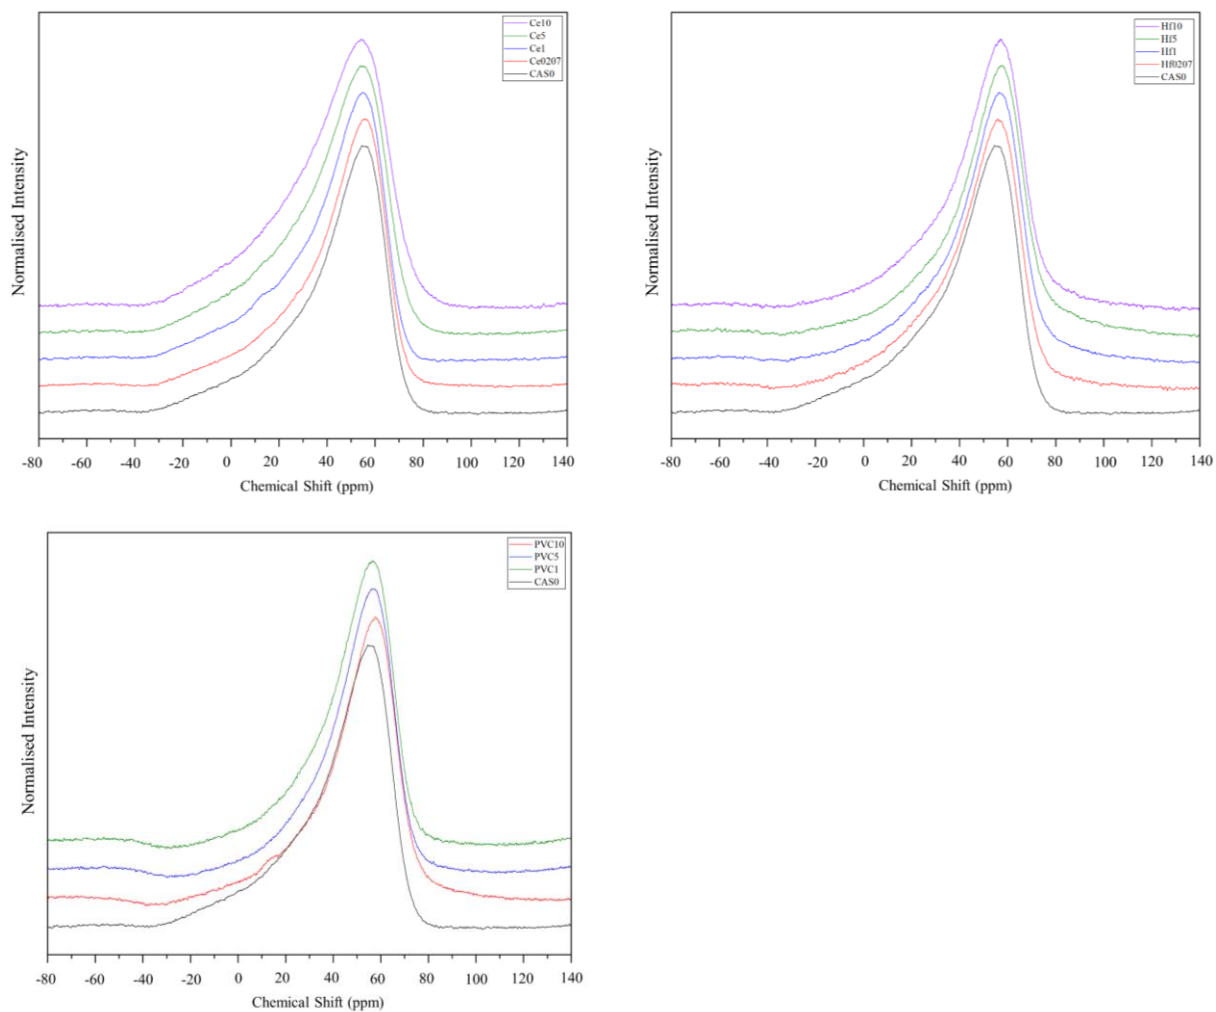 Ce10
Ce5
Ce1
Ce0207
CAS0
Normalised Intensity
-80 -60 -40 -20 0 20 40 60 80 100 120 140
Chemical Shift (ppm)
Hf10
Hf5
Hf1
Hf0207
CAS0
Normalised Intensity
-80 -60 -40 -20 0 20 40 60 80 100 120 140
Chemical Shift (ppm)
PVC10
PVC5
PVC1
CAS0
Normalised Intensity
-80 -60 -40 -20 0 20 40 60 80 100 120 140
Chemical Shift (ppm)